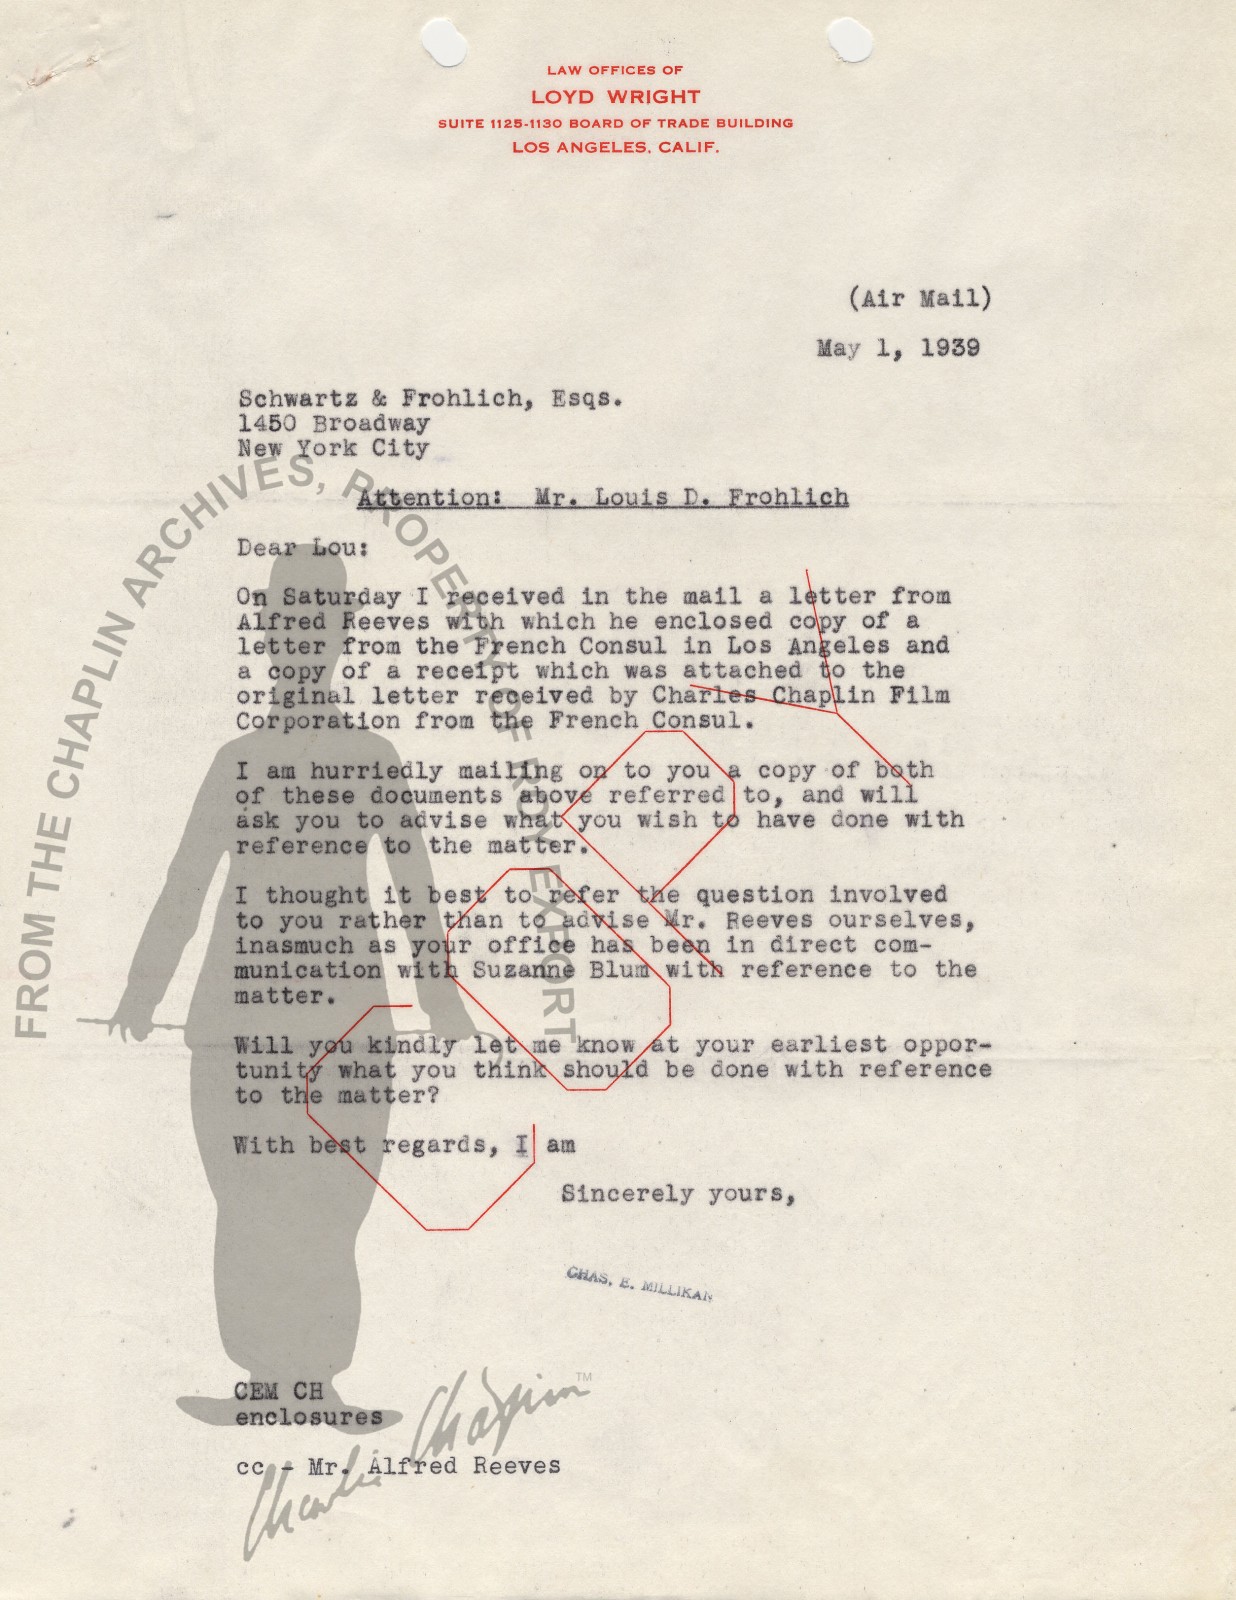 LAW OFFICES OF
LOYD WRIGHT
SUITE 1125-1130 BOARD OF TRADE BUILDING
LOS ANGELES, CALIF.
(Air Mail)
May 1, 1939
Schwartz & Frohlich, Esqs.
1450 Broadway
New York City
Attention: Mr. Louis D. Frohlich
Dear Lou:
On Saturday I received in the mail a letter from
Alfred Reeves with which he enclosed copy of a
letter from the French Consul in Los Angeles and
a copy of a receipt which was attached to the
original letter received by Charles Chaplin Film
Corporation from the French Consul.
I am hurriedly mailing on to you a copy of both
of these documents above referred to, and will
ask you to advise what you wish to have done with
reference to the matter.
I thought it best to refer the question involved
to you rather than to advise Mr. Reeves ourselves,
inasmuch as your office has been in direct com-
munication with Suzanne Blum with reference to the
matter.
Will you kindly let me know at your earliest oppor-
tunity what you think should be done with reference
to the matter?
With best regards, I am
Sincerely yours,
CHAS. E. MILLIKAN
CEM CH
enclosures
cc - Mr. Alfred Reeves
FROM THE CHAPLIN ARCHIVES, PROPERTY OF ROY EXPORT
Charlie Chaplin TM